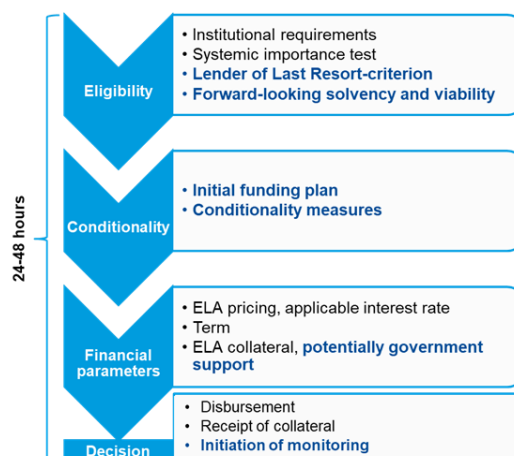 24-48 hours
Eligibility
• Institutional requirements
• Systemic importance test
• Lender of Last Resort-criterion
• Forward-looking solvency and viability
Conditionality
• Initial funding plan
• Conditionality measures
Financial
parameters
• ELA pricing, applicable interest rate
• Term
• ELA collateral, potentially government
support
Decision
• Disbursement
• Receipt of collateral
• Initiation of monitoring